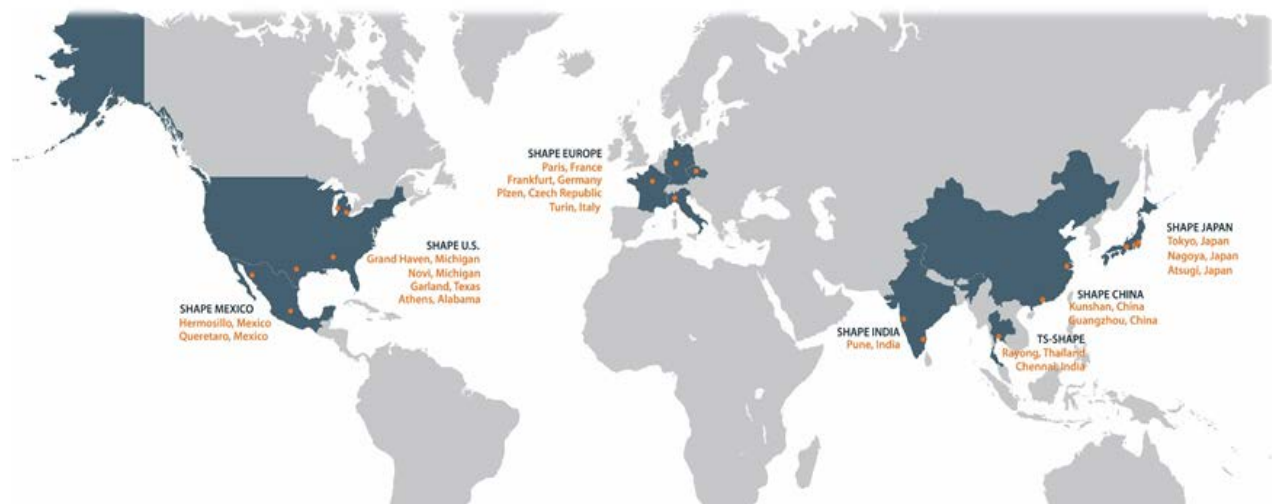 SHAPE EUROPE
Paris, France
Frankfurt, Germany
Plzen, Czech Republic
Turin, Italy
SHAPE U.S.
Grand Haven, Michigan
Novi, Michigan
Garland, Texas
Athens, Alabama
SHAPE MEXICO
Hermosillo, Mexico
Queretaro, Mexico
SHAPE JAPAN
Tokyo, Japan
Nagoya, Japan
Atsugi, Japan
SHAPE CHINA
Kunshan, China
Guangzhou, China
SHAPE INDIA
Pune, India
TS-SHAPE
Rayong, Thailand
Chennai, India